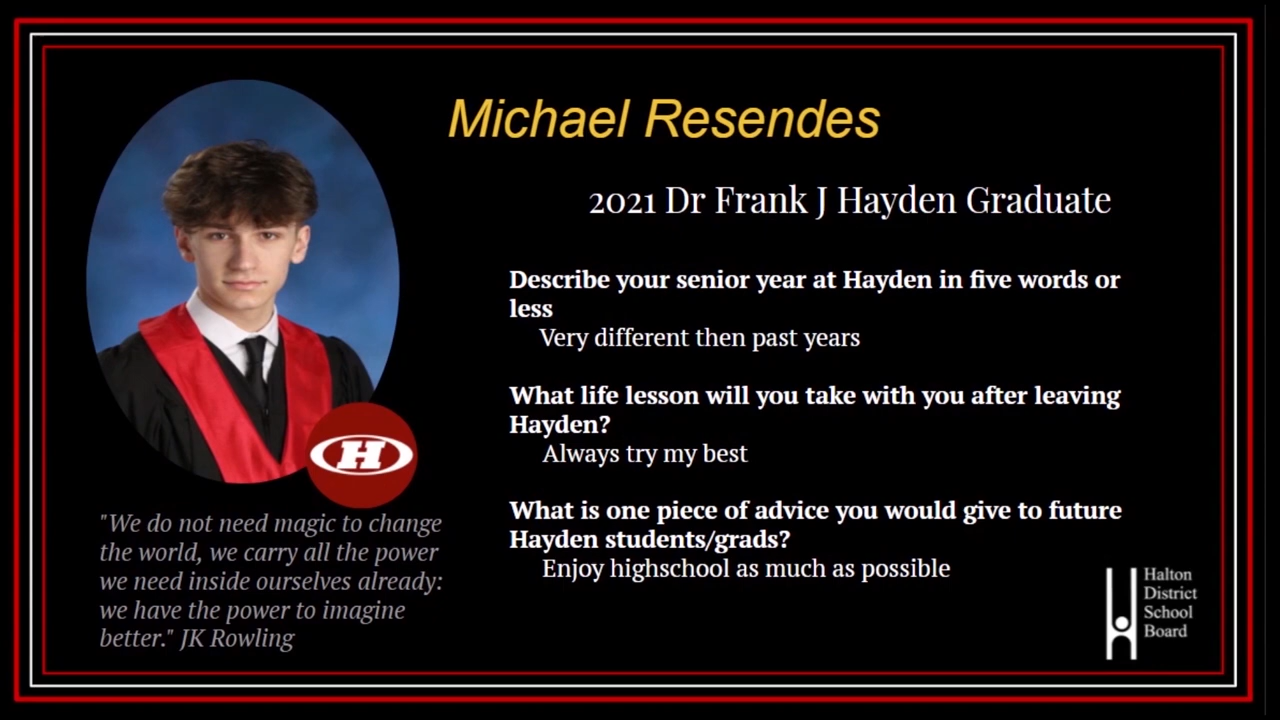 Michael Resendes
2021 Dr Frank J Hayden Graduate
Describe your senior year at Hayden in five words or
less
Very different then past years
What life lesson will you take with you after leaving
Hayden?
Always try my best
What is one piece of advice you would give to future
Hayden students/grads?
Enjoy highschool as much as possible
H
"We do not need magic to change
the world, we carry all the power
we need inside ourselves already:
we have the power to imagine
better." JK Rowling
Halton
District
School
Board